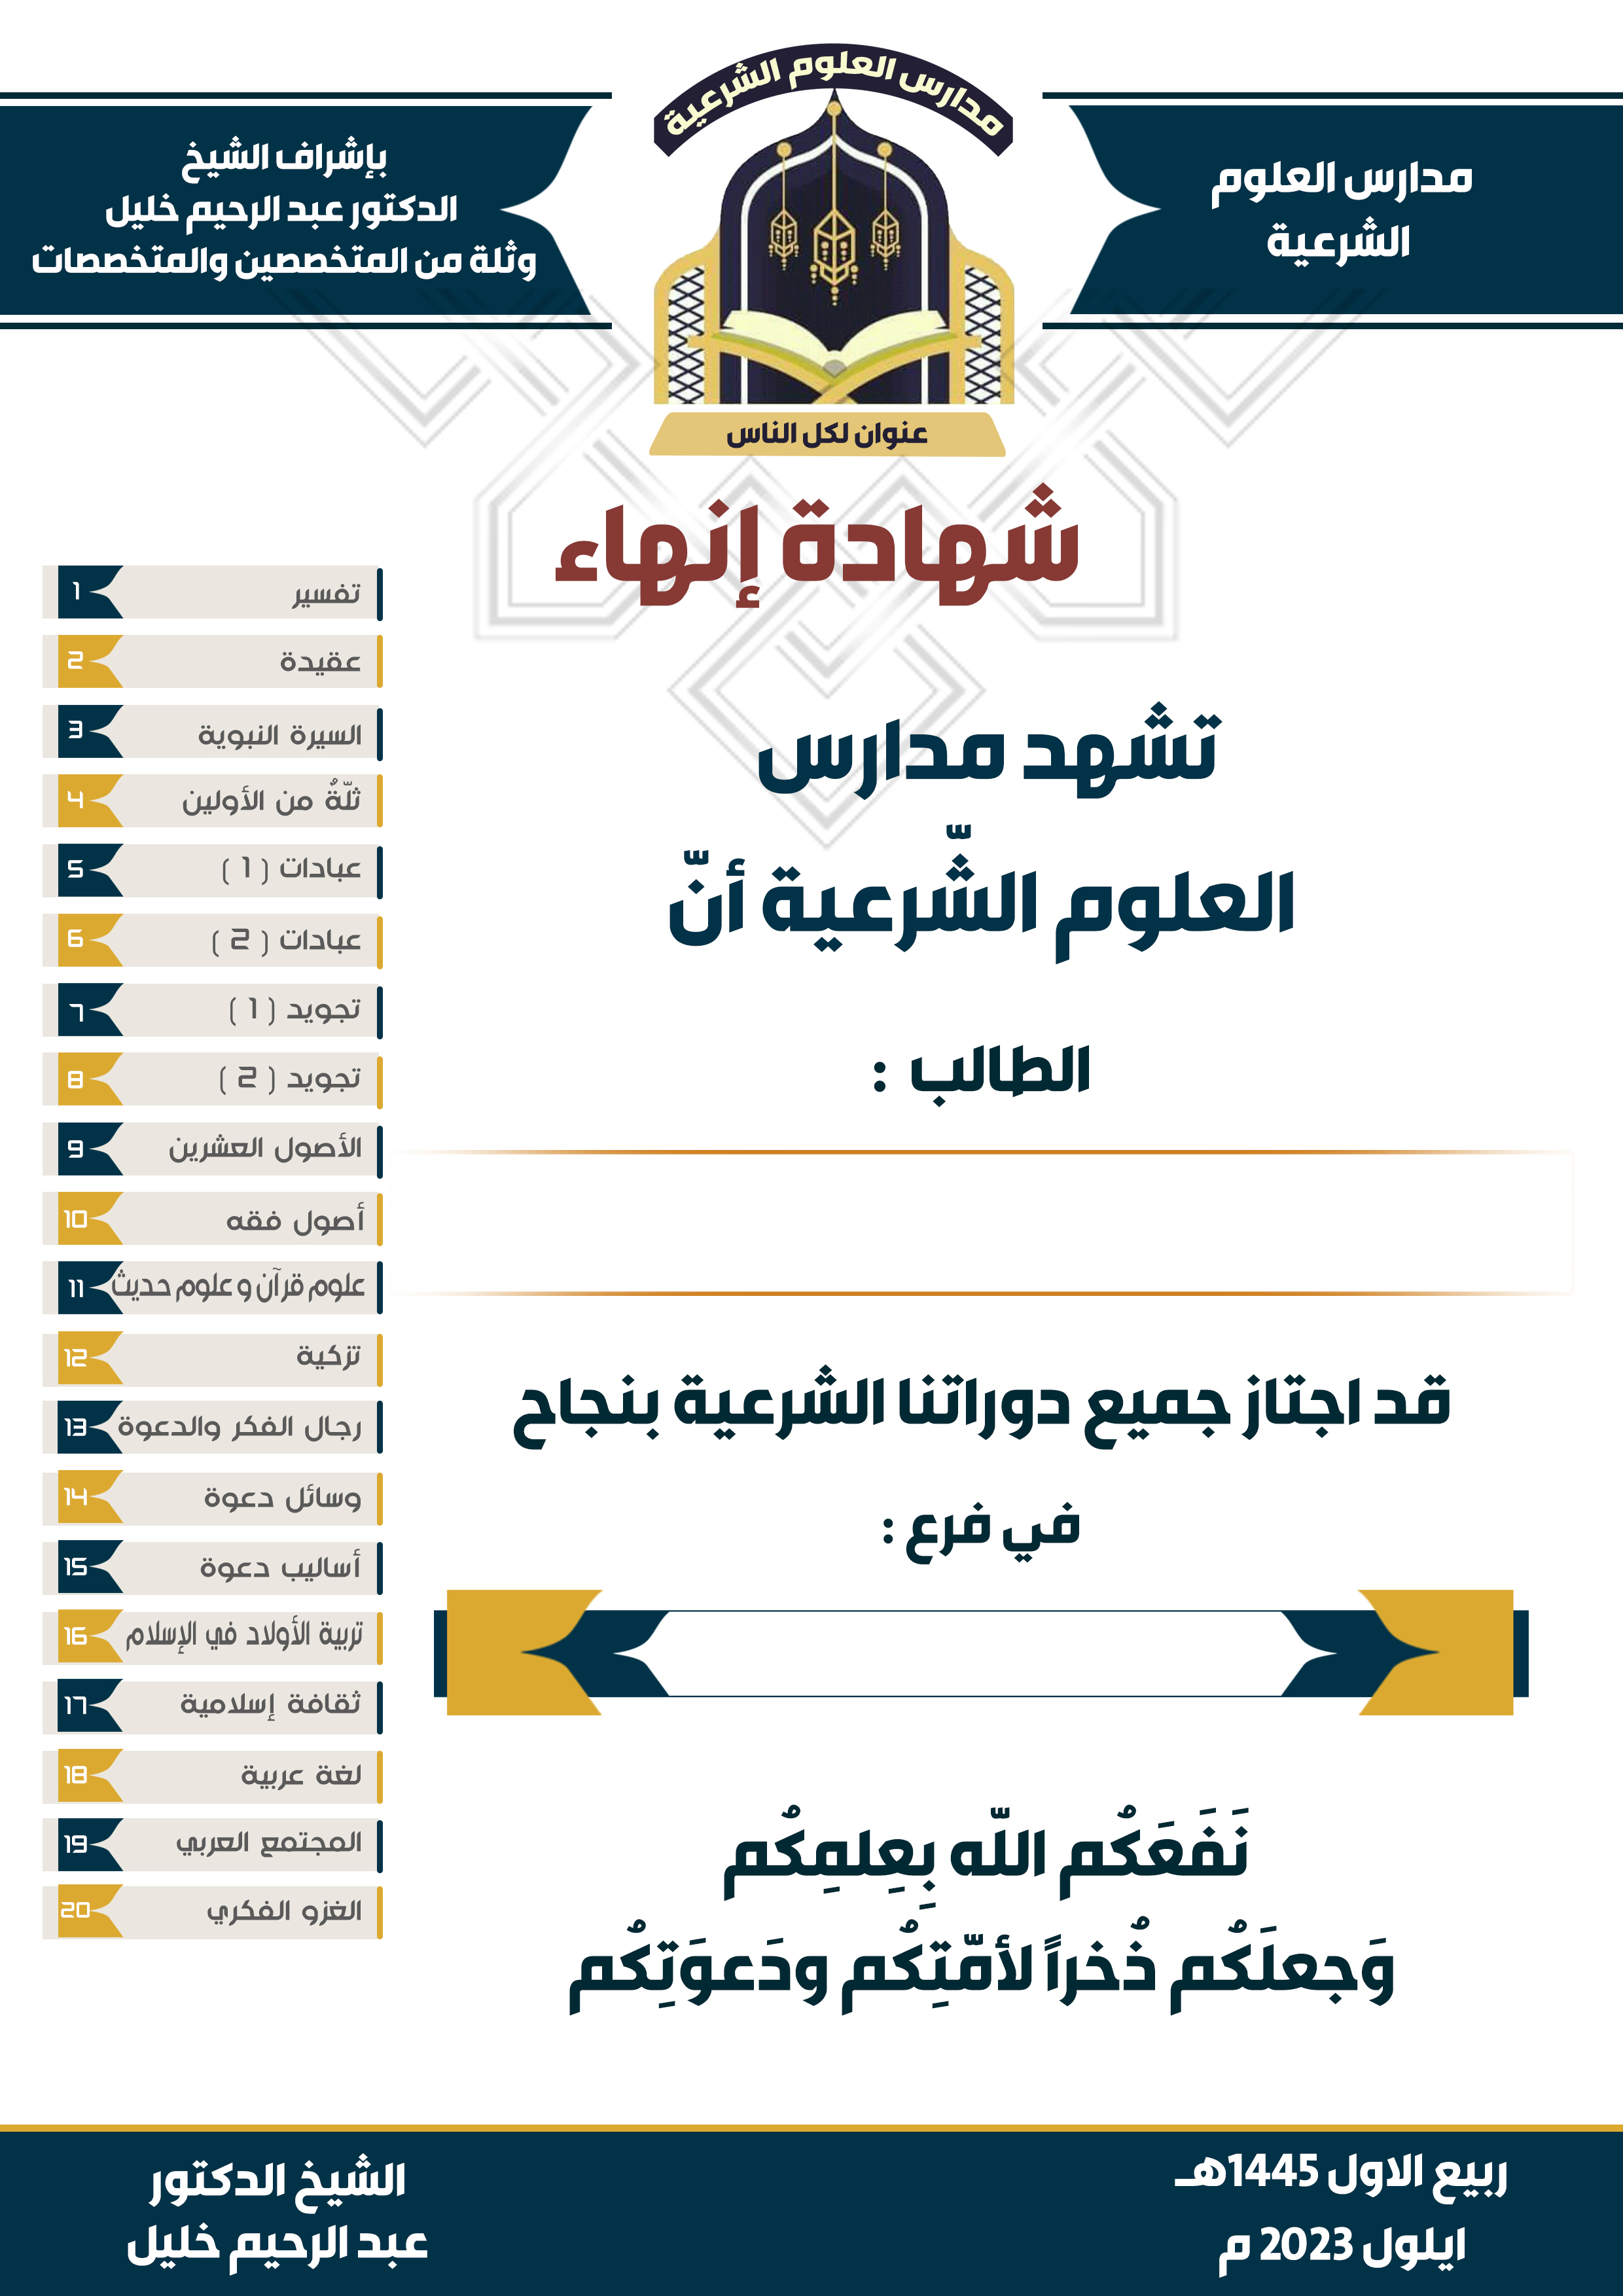 مدارس العلوم الشرعية
مدارس العلوم
الشرعية
بإشراف الشيخ
الدكتور عبد الرحيم خليل
وثلة من المتخصصين والمتخصصات
عنوان لكل الناس
شهادة إنهاء
تشهد مدارس
العلوم الشّرعية أنّ
الطالب :
قد اجتاز جميع دوراتنا الشرعية بنجاح
في فرع :
نَفَعَكُم اللّه بِعِلمِكُم
وَجعلَكُم ذُخراً لأمّتِكُم ودَعوَتِكُم
تفسير 1
عقيدة 2
السيرة النبوية 3
ثلّةٌ من الأولين 4
عبادات ( 1 ) 5
عبادات ( 2 ) 6
تجويد ( 1 ) 7
تجويد ( 2 ) 8
الأصول العشرين 9
أصول فقه 10
علوم قرآن و علوم حديث 11
تزكية 12
رجال الفكر والدعوة 13
وسائل دعوة 14
أساليب دعوة 15
تربية الأولاد في الإسلام 16
ثقافة إسلامية 17
لغة عربية 18
المجتمع العربي 19
الغزو الفكري 20
ربيع الاول 1445هـ
ايلول 2023 م
الشيخ الدكتور
عبد الرحيم خليل